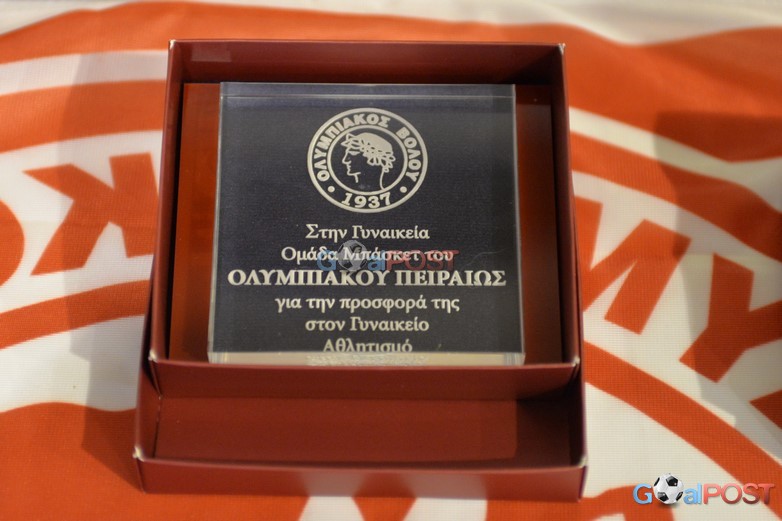 ΟΛΥΜΠΙΑΚΟΣ ΒΟΛΟΥ
• 1937 •
Στην Γυναικεία
Ομάδα Μπάσκετ του
ΟΛΥΜΠΙΑΚΟΥ ΠΕΙΡΑΙΩΣ
για την προσφορά της
στον Γυναικείο
Αθλητισμό
GoalPOST
GoalPOST